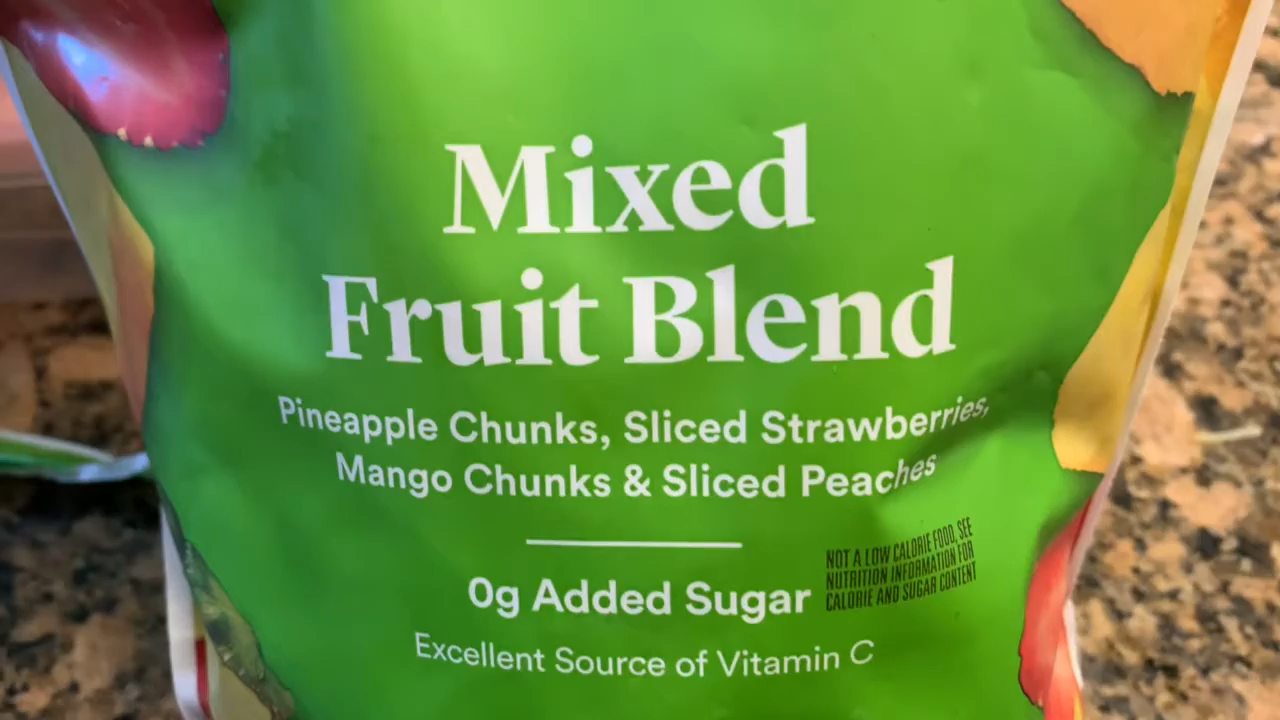 Mixed
Fruit Blend
Pineapple Chunks, Sliced Strawberries,
Mango Chunks & Sliced Peaches
0g Added Sugar
NOT A LOW CALORIE FOOD, SEE
NUTRITION INFORMATION FOR
CALORIE AND SUGAR CONTENT
Excellent Source of Vitamin C